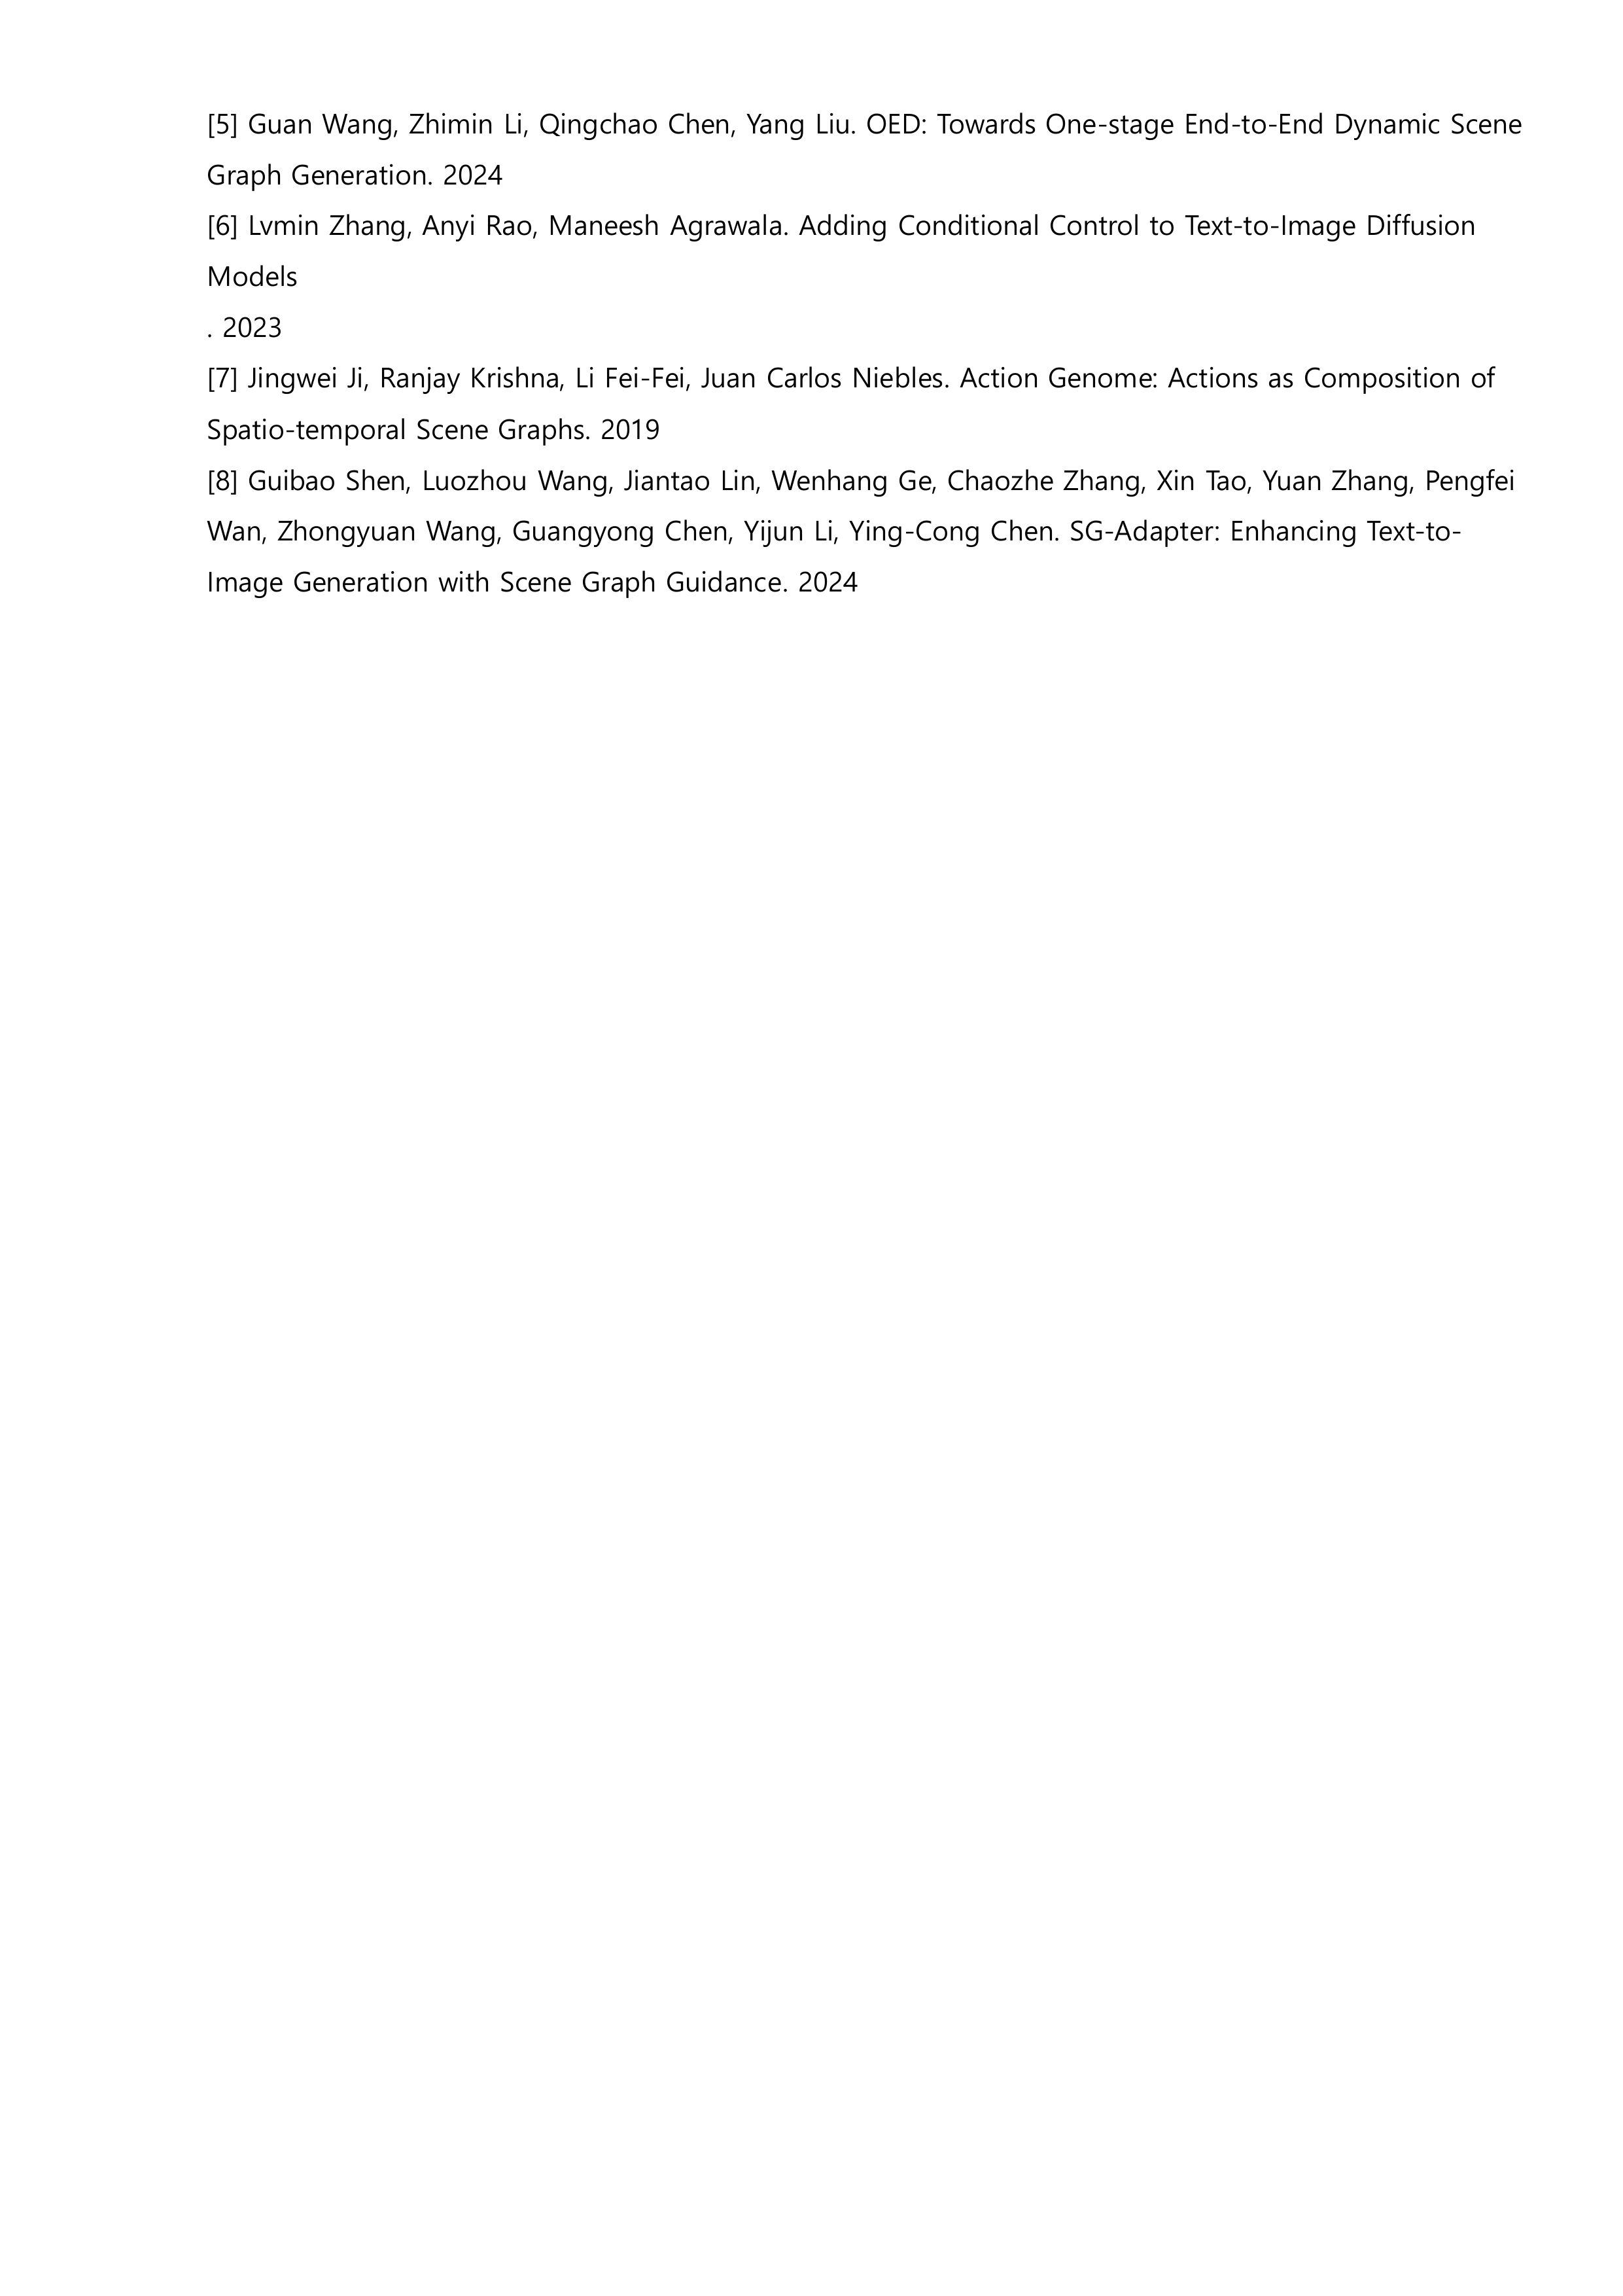 [5] Guan Wang, Zhimin Li, Qingchao Chen, Yang Liu. OED: Towards One-stage End-to-End Dynamic Scene
Graph Generation. 2024
[6] Lvmin Zhang, Anyi Rao, Maneesh Agrawala. Adding Conditional Control to Text-to-Image Diffusion
Models
. 2023
[7] Jingwei Ji, Ranjay Krishna, Li Fei-Fei, Juan Carlos Niebles. Action Genome: Actions as Composition of
Spatio-temporal Scene Graphs. 2019
[8] Guibao Shen, Luozhou Wang, Jiantao Lin, Wenhang Ge, Chaozhe Zhang, Xin Tao, Yuan Zhang, Pengfei
Wan, Zhongyuan Wang, Guangyong Chen, Yijun Li, Ying-Cong Chen. SG-Adapter: Enhancing Text-to-
Image Generation with Scene Graph Guidance. 2024